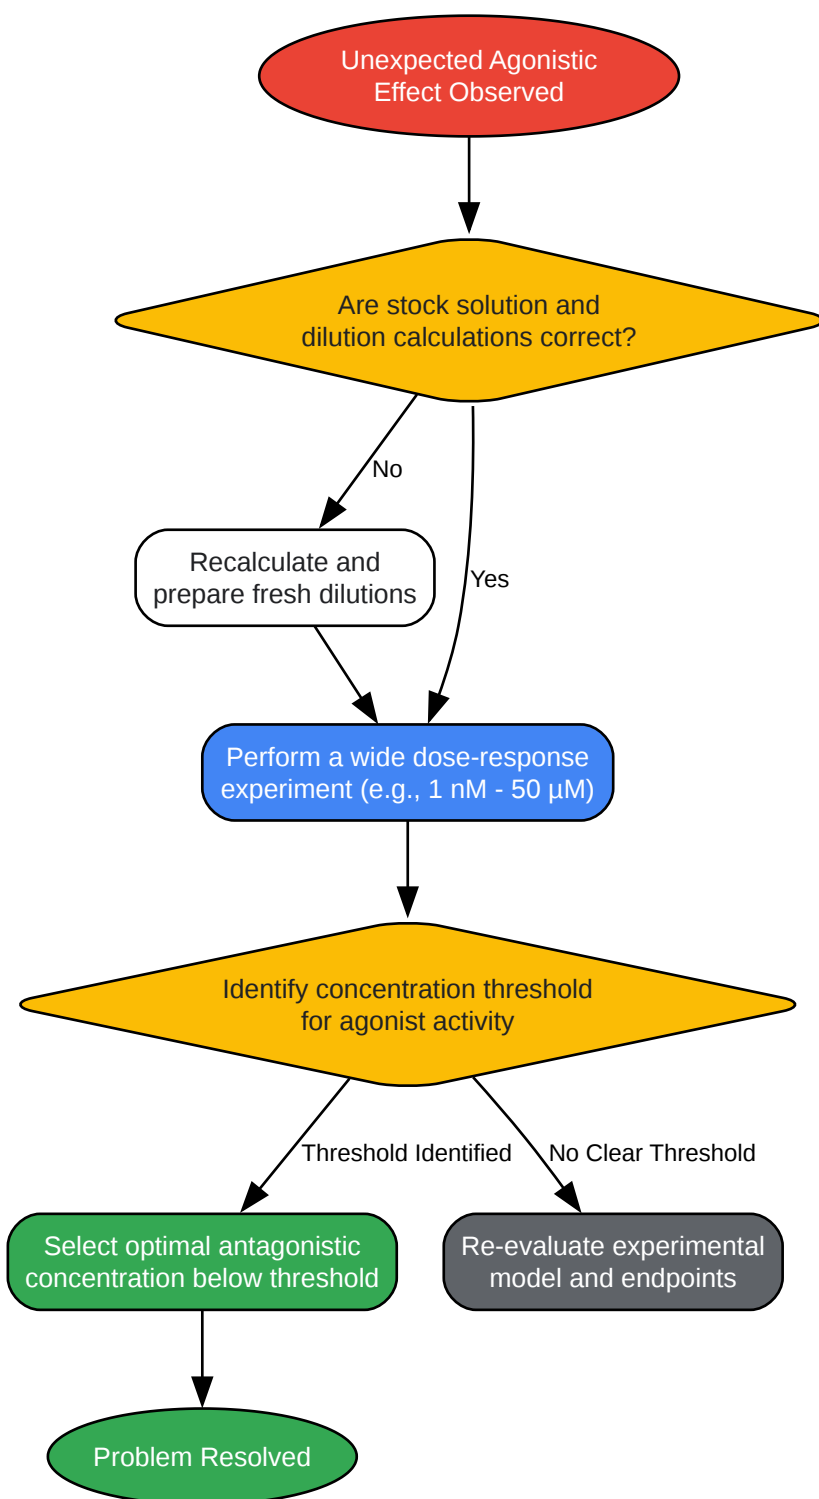 Unexpected Agonistic
Effect Observed
Are stock solution and
dilution calculations correct?
No
Recalculate and
prepare fresh dilutions
Yes
Perform a wide dose-response
experiment (e.g., 1 nM - 50 µM)
Identify concentration threshold
for agonist activity
Threshold Identified
No Clear Threshold
Select optimal antagonistic
concentration below threshold
Re-evaluate experimental
model and endpoints
Problem Resolved